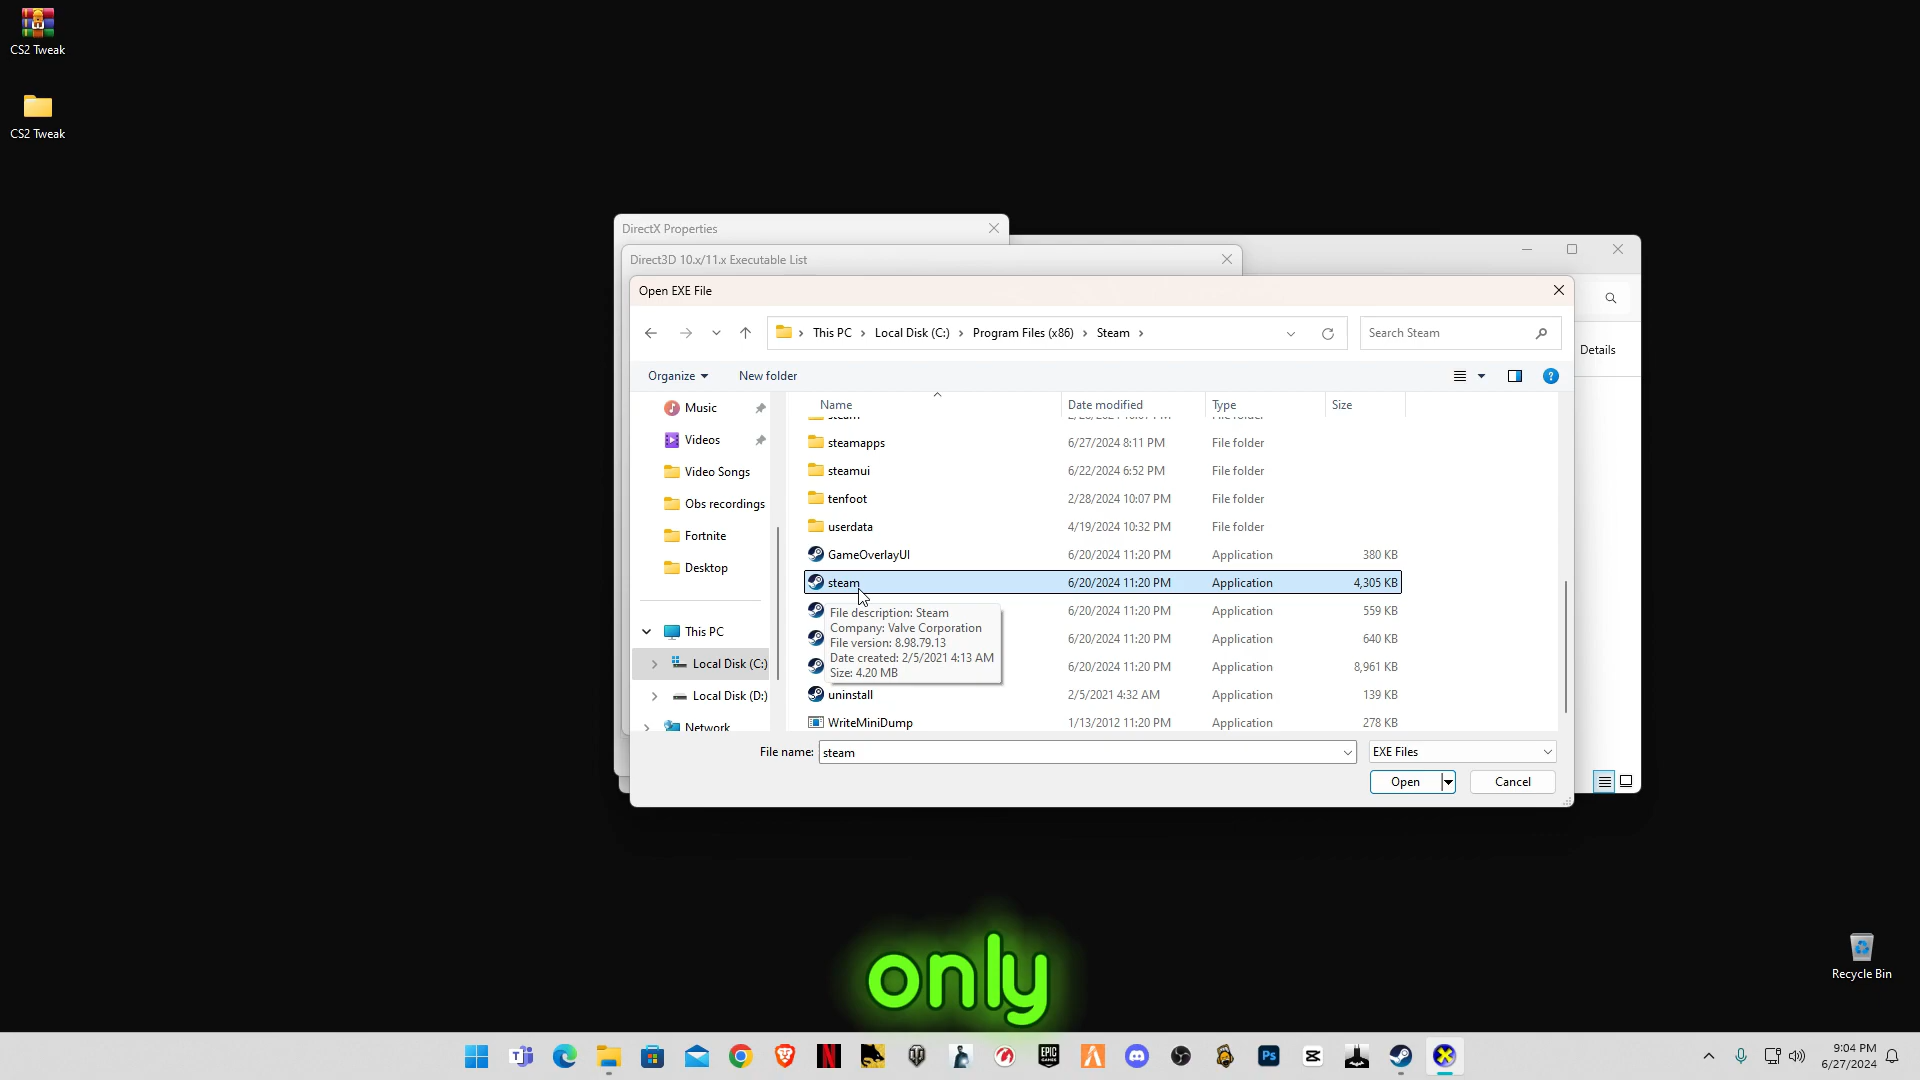 CS2 Tweak
CS2 Tweak
DirectX Properties
Direct3D 10.x/11.x Executable List
Open EXE File
This PC
Local Disk (C:)
Program Files (x86)
Steam
Search Steam
Details
Organize
New folder
Name
Date modified
Type
Size
Music
Videos
Video Songs
Obs recordings
Fortnite
Desktop
This PC
Local Disk (C:)
Local Disk (D:)
Network
steamapps 6/27/2024 8:11 PM File folder
steamui 6/22/2024 6:52 PM File folder
tenfoot 2/28/2024 10:07 PM File folder
userdata 4/19/2024 10:32 PM File folder
GameOverlayUI 6/20/2024 11:20 PM Application 380 KB
steam 6/20/2024 11:20 PM Application 4,305 KB
6/20/2024 11:20 PM Application 559 KB
6/20/2024 11:20 PM Application 640 KB
6/20/2024 11:20 PM Application 8,961 KB
File description: Steam
Company: Valve Corporation
File version: 8.98.79.13
Date created: 2/5/2021 4:13 AM
Size: 4.20 MB
uninstall 2/5/2021 4:32 AM Application 139 KB
WriteMiniDump 1/13/2012 11:20 PM Application 278 KB
File name: steam
EXE Files
Open
Cancel
only
Recycle Bin
EPIC
GAMES
Ps
9:04 PM
6/27/2024